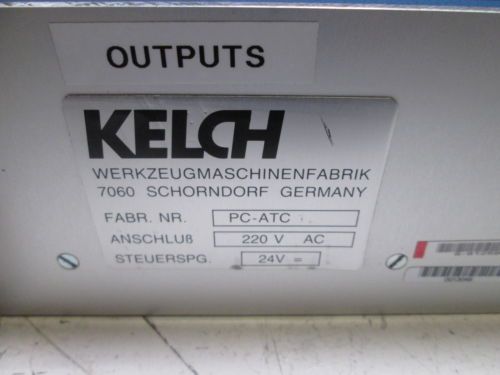 OUTPUTS
KELCH
WERKZEUGMASCHINENFABRIK
7060 SCHORNDORF GERMANY
FABR. NR. PC-ATC
ANSCHLUß 220 V AC
STEUERSPG. 24V =